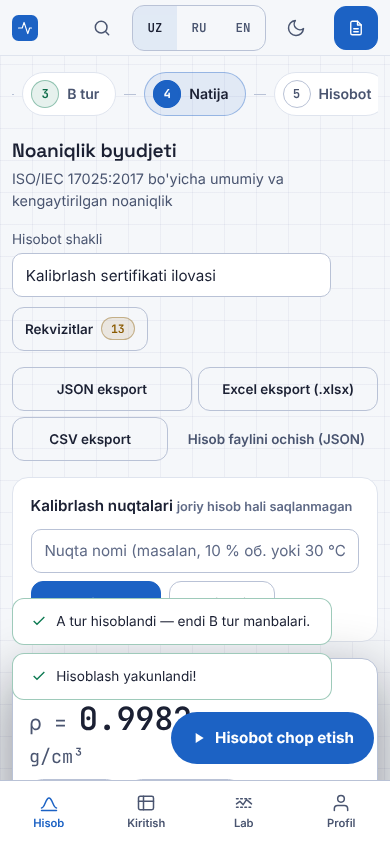 UZ RU EN
3 B tur 4 Natija 5 Hisobot
Noaniqlik byudjeti
ISO/IEC 17025:2017 bo'yicha umumiy va
kengaytirilgan noaniqlik
Hisobot shakli
Kalibrlash sertifikati ilovasi
Rekvizitlar 13
JSON eksport Excel eksport (.xlsx)
CSV eksport Hisob faylini ochish (JSON)
Kalibrlash nuqtalari joriy hisob hali saqlanmagan
Nuqta nomi (masalan, 10 % об. yoki 30 °C
A tur hisoblandi — endi B tur manbalari.
Hisoblash yakunlandi!
ρ = 0.9982
g/cm³
Hisobot chop etish
Hisob Kiritish Lab Profil